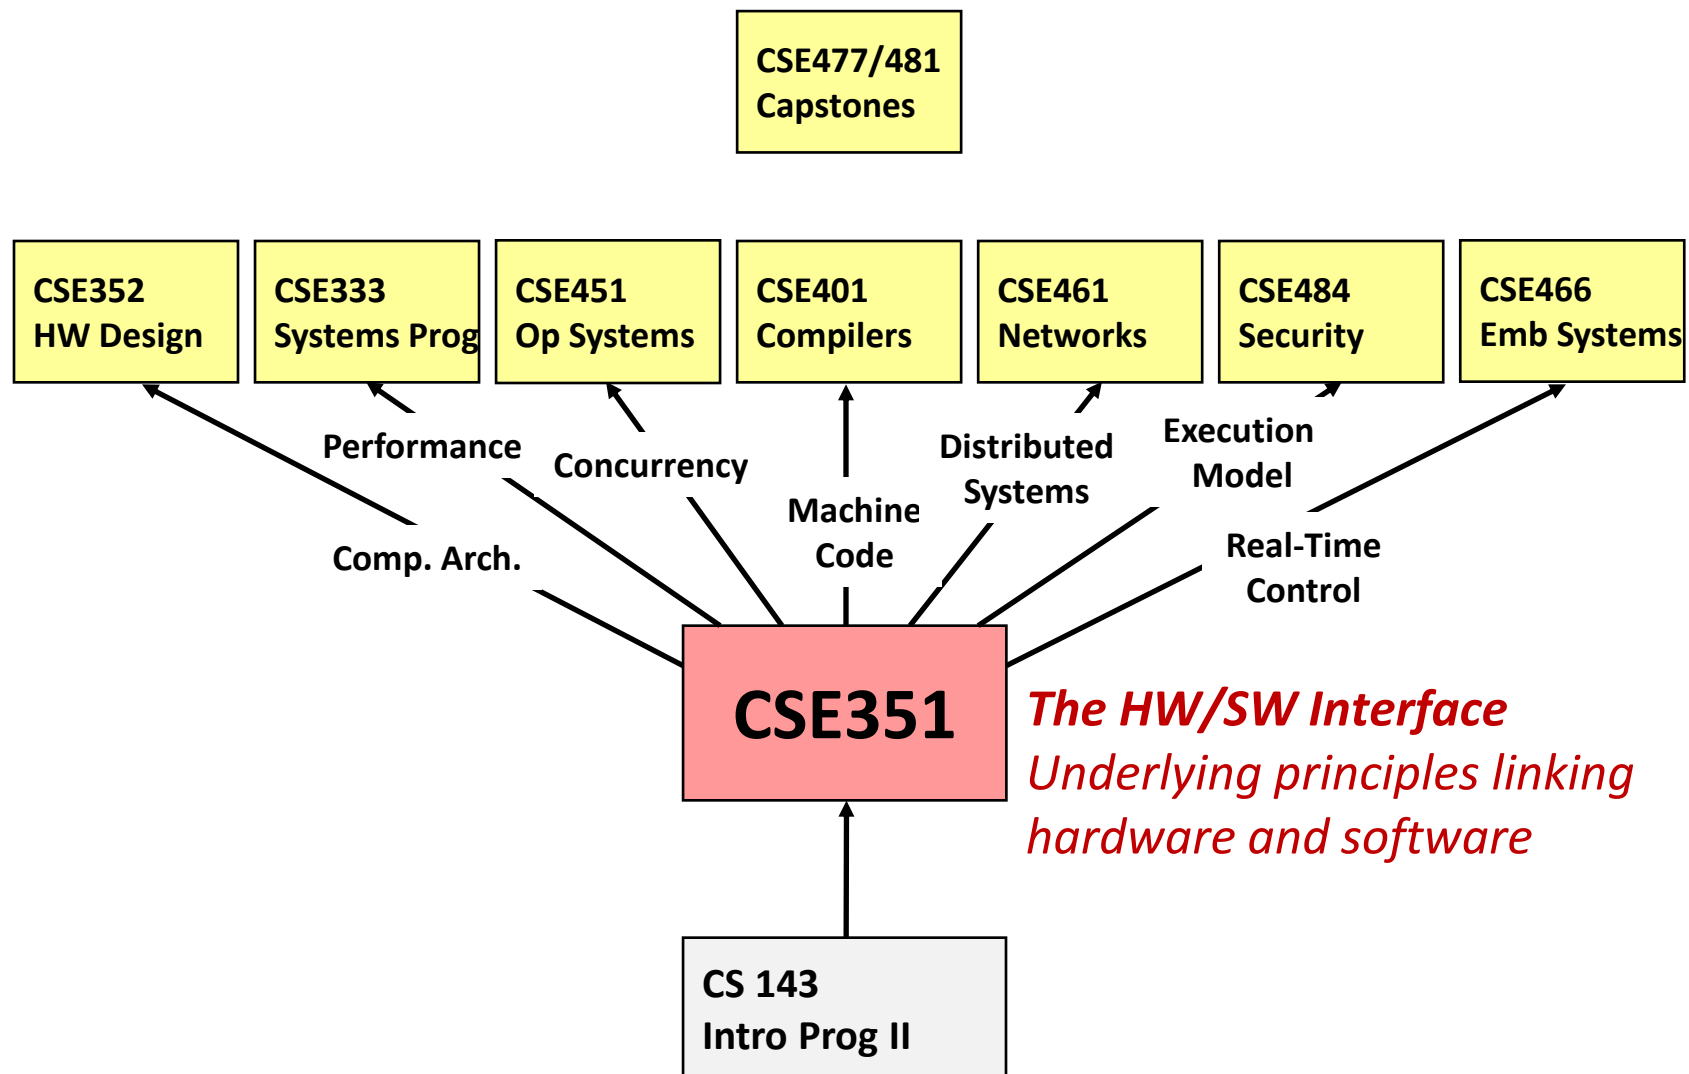 CSE477/481
Capstones
CSE352
HW Design
CSE333
Systems Prog
CSE451
Op Systems
CSE401
Compilers
CSE461
Networks
CSE484
Security
CSE466
Emb Systems
Performance
Concurrency
Distributed
Systems
Execution
Model
Machine
Code
Comp. Arch.
Real-Time
Control
CSE351
The HW/SW Interface
Underlying principles linking
hardware and software
CS 143
Intro Prog II